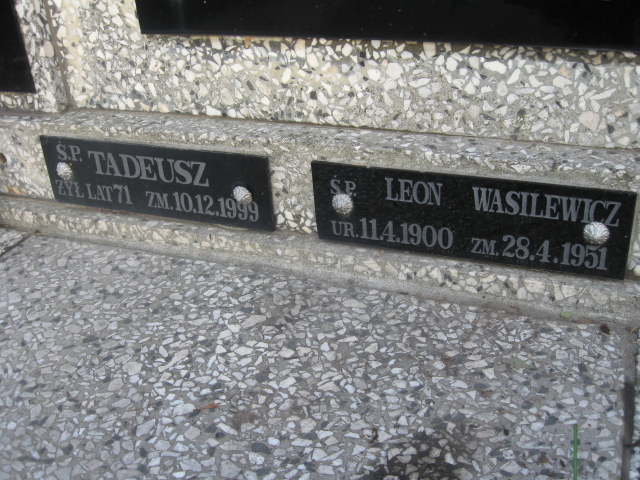 Ś.P. TADEUSZ
ŻYŁ LAT 71 ZM. 10.12.1999
Ś.P. LEON WASILEWICZ
UR. 11.4.1900 ZM. 28.4.1951